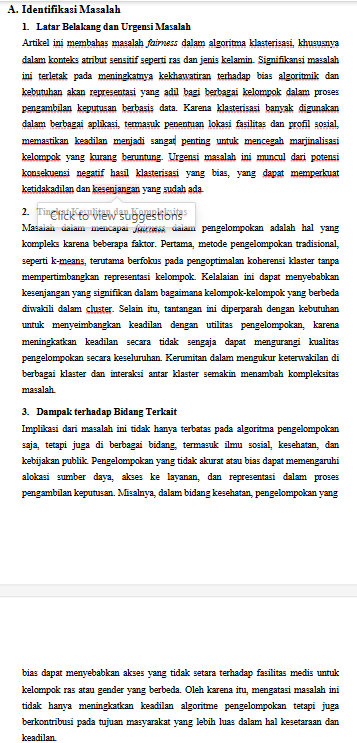 A. Identifikasi Masalah
1. Latar Belakang dan Urgensi Masalah
Artikel ini membahas masalah fairness dalam algoritma klasterisasi, khususnya
dalam konteks atribut sensitif seperti ras dan jenis kelamin. Signifikansi masalah
ini terletak pada meningkatnya kekhawatiran terhadap bias algoritmik dan
kebutuhan akan representasi yang adil bagi berbagai kelompok dalam proses
pengambilan keputusan berbasis data. Karena klasterisasi banyak digunakan
dalam berbagai aplikasi, termasuk penentuan lokasi fasilitas dan profil sosial,
memastikan keadilan menjadi sangat penting untuk mencegah marjinalisasi
kelompok yang kurang beruntung. Urgensi masalah ini muncul dari potensi
konsekuensi negatif hasil klasterisasi yang bias, yang dapat memperkuat
ketidakadilan dan kesenjangan yang sudah ada.
2. Tingkat Kesulitan dan Kompleksitas
Click to view suggestions
Masalah dalam mencapai fairness dalam pengelompokan adalah hal yang
kompleks karena beberapa faktor. Pertama, metode pengelompokan tradisional,
seperti k-means, terutama berfokus pada pengoptimalan koherensi klaster tanpa
mempertimbangkan representasi kelompok. Kelalaian ini dapat menyebabkan
kesenjangan yang signifikan dalam bagaimana kelompok-kelompok yang berbeda
diwakili dalam cluster. Selain itu, tantangan ini diperparah dengan kebutuhan
untuk menyeimbangkan keadilan dengan utilitas pengelompokan, karena
meningkatkan keadilan secara tidak sengaja dapat mengurangi kualitas
pengelompokan secara keseluruhan. Kerumitan dalam mengukur keterwakilan di
berbagai klaster dan interaksi antar klaster semakin menambah kompleksitas
masalah.
3. Dampak terhadap Bidang Terkait
Implikasi dari masalah ini tidak hanya terbatas pada algoritma pengelompokan
saja, tetapi juga di berbagai bidang, termasuk ilmu sosial, kesehatan, dan
kebijakan publik. Pengelompokan yang tidak akurat atau bias dapat memengaruhi
alokasi sumber daya, akses ke layanan, dan representasi dalam proses
pengambilan keputusan. Misalnya, dalam bidang kesehatan, pengelompokan yang
bias dapat menyebabkan akses yang tidak setara terhadap fasilitas medis untuk
kelompok ras atau gender yang berbeda. Oleh karena itu, mengatasi masalah ini
tidak hanya meningkatkan keadilan algoritme pengelompokan tetapi juga
berkontribusi pada tujuan masyarakat yang lebih luas dalam hal kesetaraan dan
keadilan.